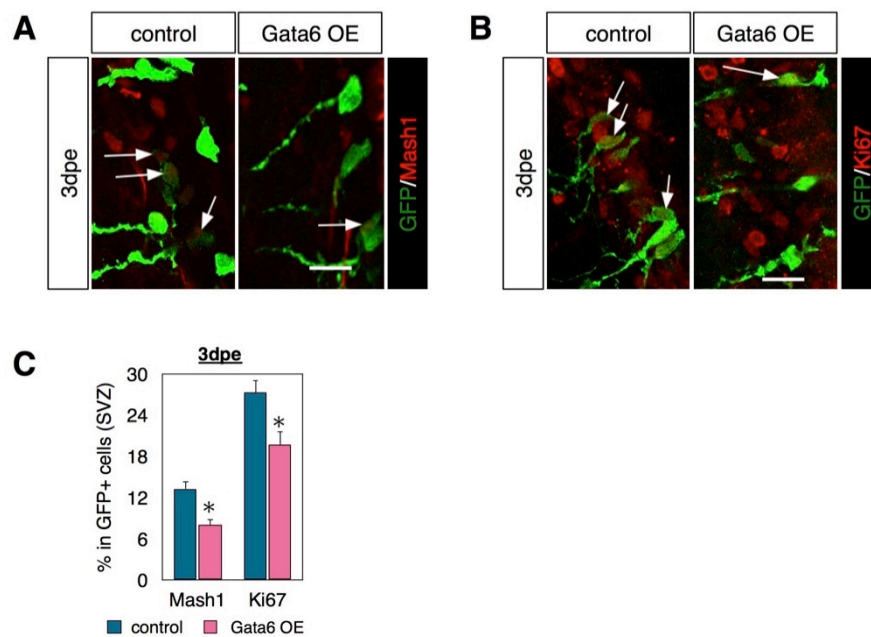 A
control
Gata6 OE
3dpe
GFP/Mash1
B
control
Gata6 OE
3dpe
GFP/Ki67
C
3dpe
% in GFP+ cells (SVZ)
30
24
18
12
6
0
*
*
Mash1
Ki67
control
Gata6 OE